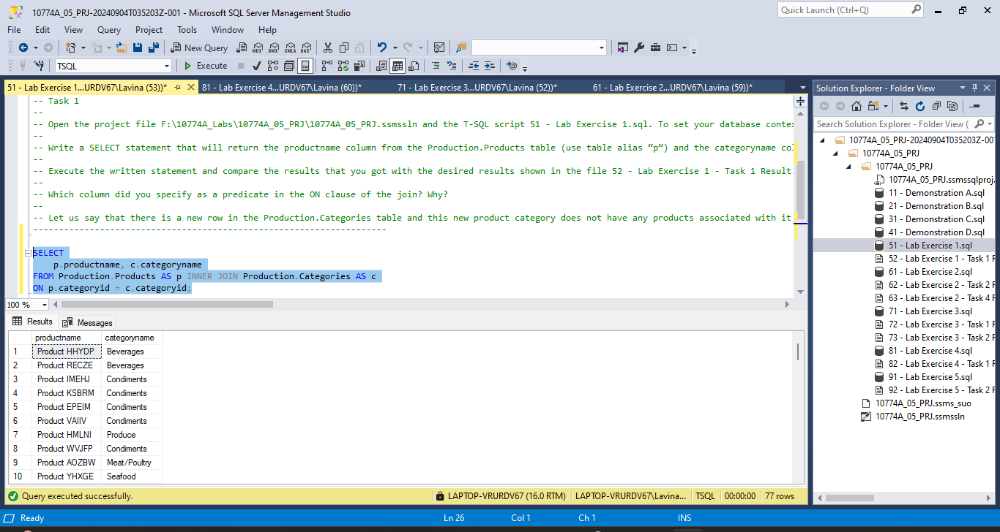 10774A_05_PRJ-20240904T035203Z-001 - Microsoft SQL Server Management Studio
Quick Launch (Ctrl+Q)
File Edit View Query Project Tools Window Help
New Query MDX DMX XMLA DAX
TSQL Execute
51 - Lab Exercise 1...URDV67\Lavina (53))* 81 - Lab Exercise 4...URDV67\Lavina (60))* 71 - Lab Exercise 3...URDV67\Lavina (52))* 61 - Lab Exercise 2...URDV67\Lavina (59))*
-- Task 1
--
-- Open the project file F:\10774A_Labs\10774A_05_PRJ\10774A_05_PRJ.ssmssln and the T-SQL script 51 - Lab Exercise 1.sql. To set your database conte
--
-- Write a SELECT statement that will return the productname column from the Production.Products table (use table alias “p”) and the categoryname co
--
-- Execute the written statement and compare the results that you got with the desired results shown in the file 52 - Lab Exercise 1 - Task 1 Result.
--
-- Which column did you specify as a predicate in the ON clause of the join? Why?
--
-- Let us say that there is a new row in the Production.Categories table and this new product category does not have any products associated with it
---------------------------------------------------------------------
SELECT
p.productname, c.categoryname
FROM Production.Products AS p INNER JOIN Production.Categories AS c
ON p.categoryid = c.categoryid;
100 %
Results Messages
productname categoryname
1 Product HHYDP Beverages
2 Product RECZE Beverages
3 Product IMEHJ Condiments
4 Product KSBRM Condiments
5 Product EPEIM Condiments
6 Product VAIIV Condiments
7 Product HMLNI Produce
8 Product WVJFP Condiments
9 Product AOZBW Meat/Poultry
10 Product YHXGE Seafood
Query executed successfully. LAPTOP-VRURDV67 (16.0 RTM) LAPTOP-VRURDV67\Lavina... TSQL 00:00:00 77 rows
Solution Explorer - Folder View
Search Solution Explorer - Folder View (
10774A_05_PRJ-20240904T035203Z-00
10774A_05_PRJ
10774A_05_PRJ
10774A_05_PRJ.ssmssqlproj.
11 - Demonstration A.sql
21 - Demonstration B.sql
31 - Demonstration C.sql
41 - Demonstration D.sql
51 - Lab Exercise 1.sql
52 - Lab Exercise 1 - Task 1 F
61 - Lab Exercise 2.sql
62 - Lab Exercise 2 - Task 2 F
63 - Lab Exercise 2 - Task 4 F
71 - Lab Exercise 3.sql
72 - Lab Exercise 3 - Task 1 F
73 - Lab Exercise 3 - Task 2 F
81 - Lab Exercise 4.sql
82 - Lab Exercise 4 - Task 1 F
91 - Lab Exercise 5.sql
92 - Lab Exercise 5 - Task 2 F
10774A_05_PRJ.ssms_suo
10774A_05_PRJ.ssmssln
Ready Ln 26 Col 1 Ch 1 INS